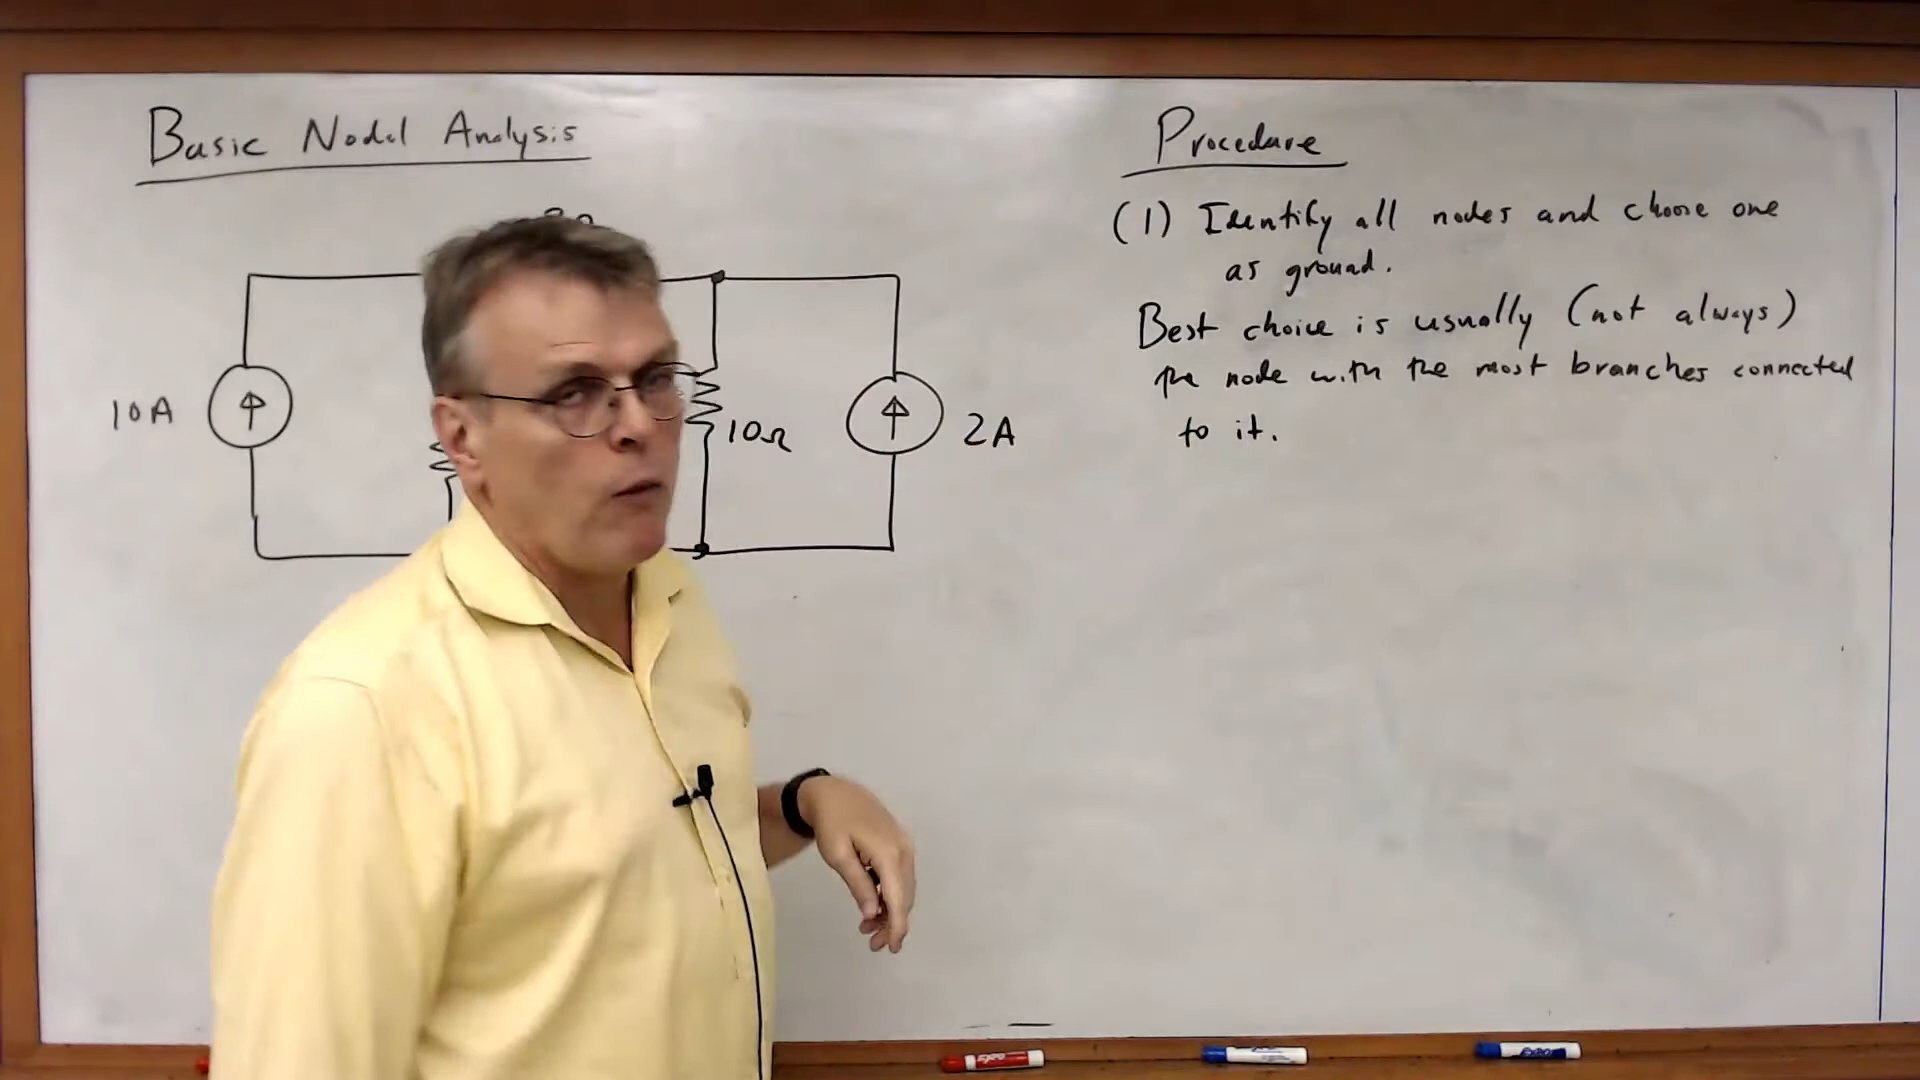 Basic Nodal Analysis
Procedure
(1) Identify all nodes and choose one
as ground.
Best choice is usually (not always)
the node with the most branches connected
to it.
10A
10Ω
2A